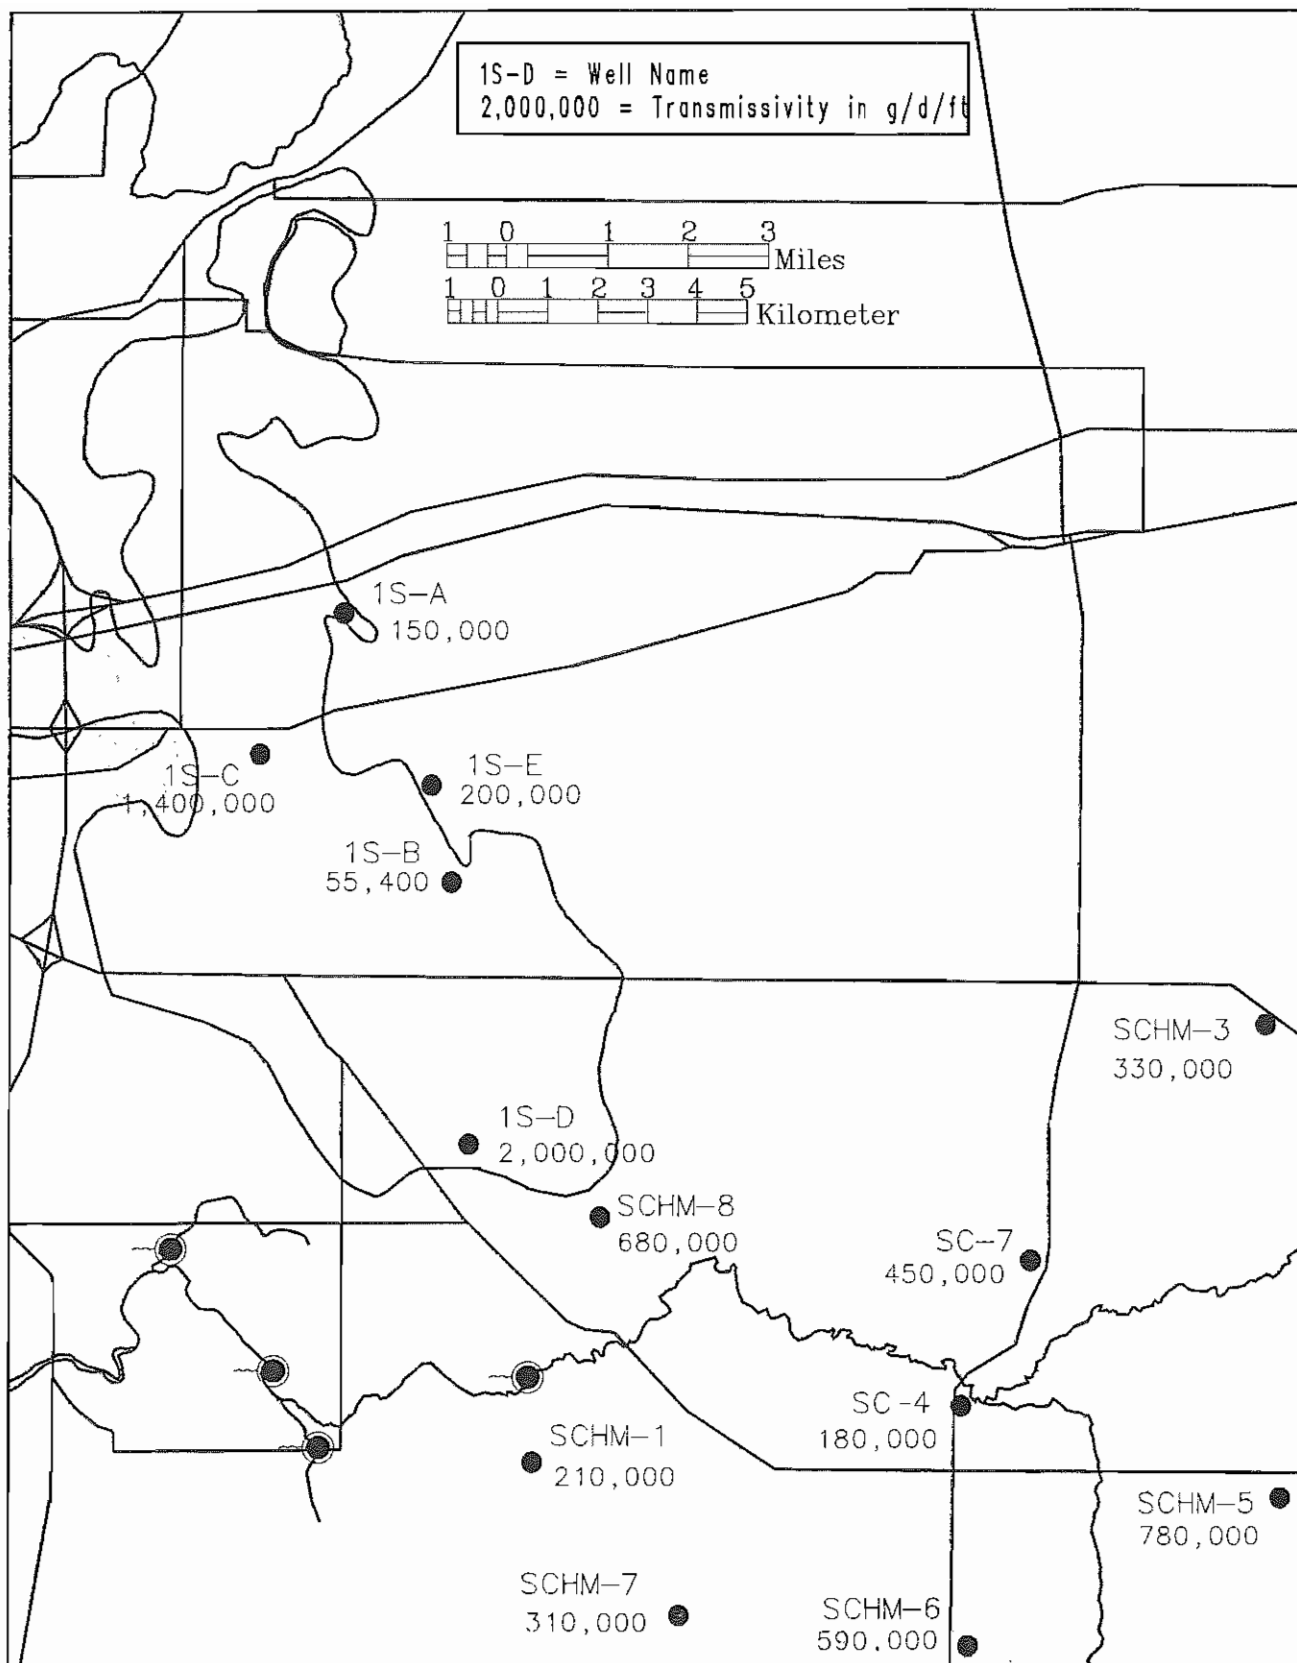 1S-D = Well Name
2,000,000 = Transmissivity in g/d/ft
1 0 1 2 3
Miles
1 0 1 2 3 4 5
Kilometer
1S-A
150,000
1S-C
1,400,000
1S-E
200,000
1S-B
55,400
SCHM-3
330,000
1S-D
2,000,000
SCHM-8
680,000
SC-7
450,000
SC-4
180,000
SCHM-1
210,000
SCHM-5
780,000
SCHM-7
310,000
SCHM-6
590,000